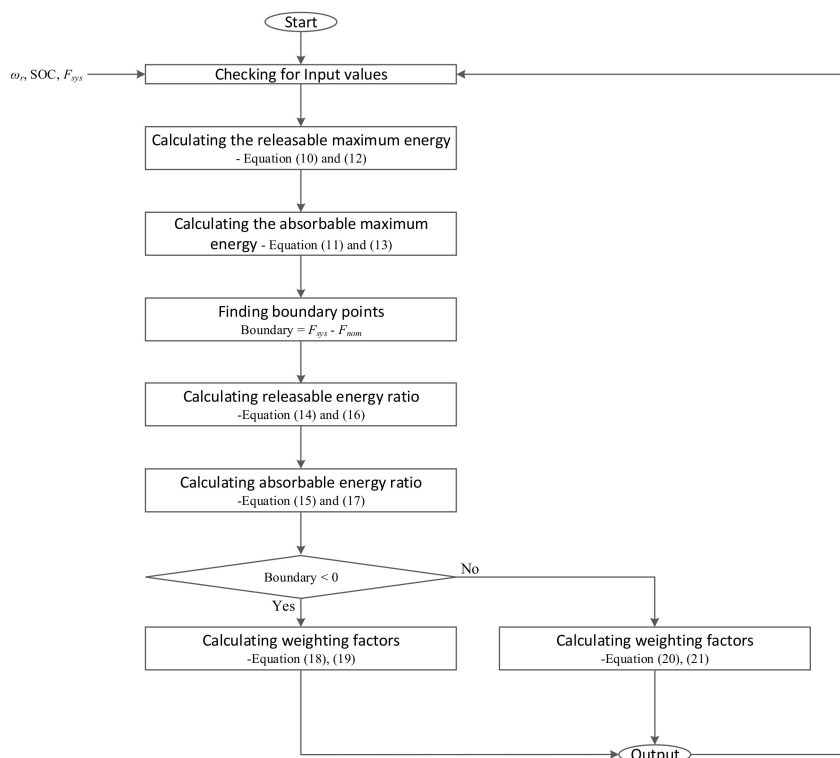 Start
ωr, SOC, Fsys
Checking for Input values
Calculating the releasable maximum energy
- Equation (10) and (12)
Calculating the absorbable maximum
energy - Equation (11) and (13)
Finding boundary points
Boundary = Fsys - Fnom
Calculating releasable energy ratio
-Equation (14) and (16)
Calculating absorbable energy ratio
-Equation (15) and (17)
Boundary < 0
No
Yes
Calculating weighting factors
-Equation (18), (19)
Calculating weighting factors
-Equation (20), (21)
Output